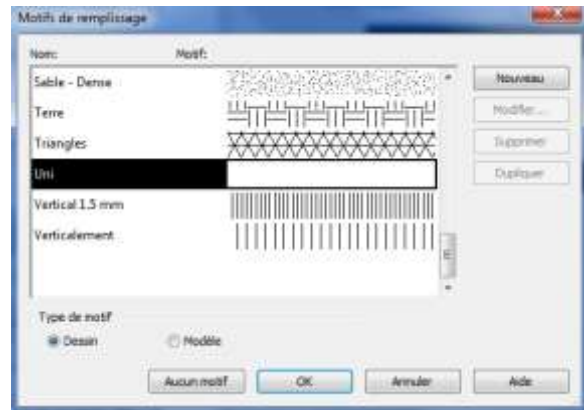 Motifs de remplissage
Nom: Motif:
Sable - Dense
Terre
Triangles
Uni
Vertical 1.5 mm
Verticalement
Nouveau
Modifier ...
Supprimer
Dupliquer
Type de motif
Dessin Modèle
Aucun motif OK Annuler Aide